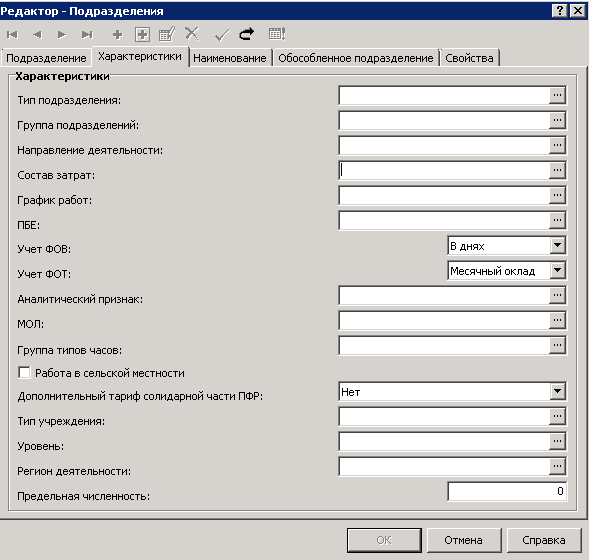 Редактор - Подразделения
Подразделение Характеристики Наименование Обособленное подразделение Свойства
Характеристики
Тип подразделения: ...
Группа подразделений: ...
Направление деятельности: ...
Состав затрат: ...
График работ: ...
ПБЕ: ...
Учет ФОВ: В днях
Учет ФОТ: Месячный оклад
Аналитический признак: ...
МОЛ: ...
Группа типов часов: ...
Работа в сельской местности
Дополнительный тариф солидарной части ПФР: Нет
Тип учреждения: ...
Уровень: ...
Регион деятельности: ...
Предельная численность: 0
ОК Отмена Справка